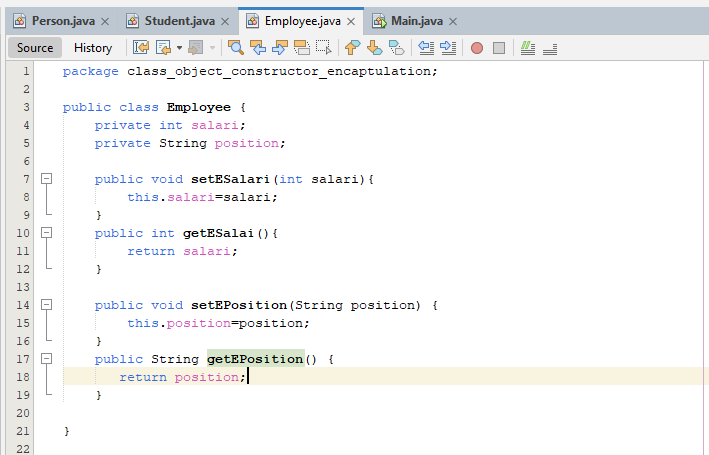 Person.java Student.java Employee.java Main.java
Source History
1 package class_object_constructor_encaptulation;
2
3 public class Employee {
4 private int salari;
5 private String position;
6
7 public void setESalari(int salari){
8 this.salari=salari;
9 }
10 public int getESalai(){
11 return salari;
12 }
13
14 public void setEPosition(String position) {
15 this.position=position;
16 }
17 public String getEPosition() {
18 return position;
19 }
20
21 }
22